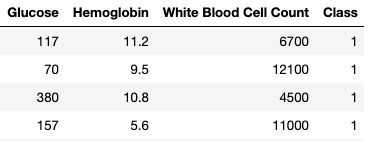 Glucose Hemoglobin White Blood Cell Count Class
117 11.2 6700 1
70 9.5 12100 1
380 10.8 4500 1
157 5.6 11000 1